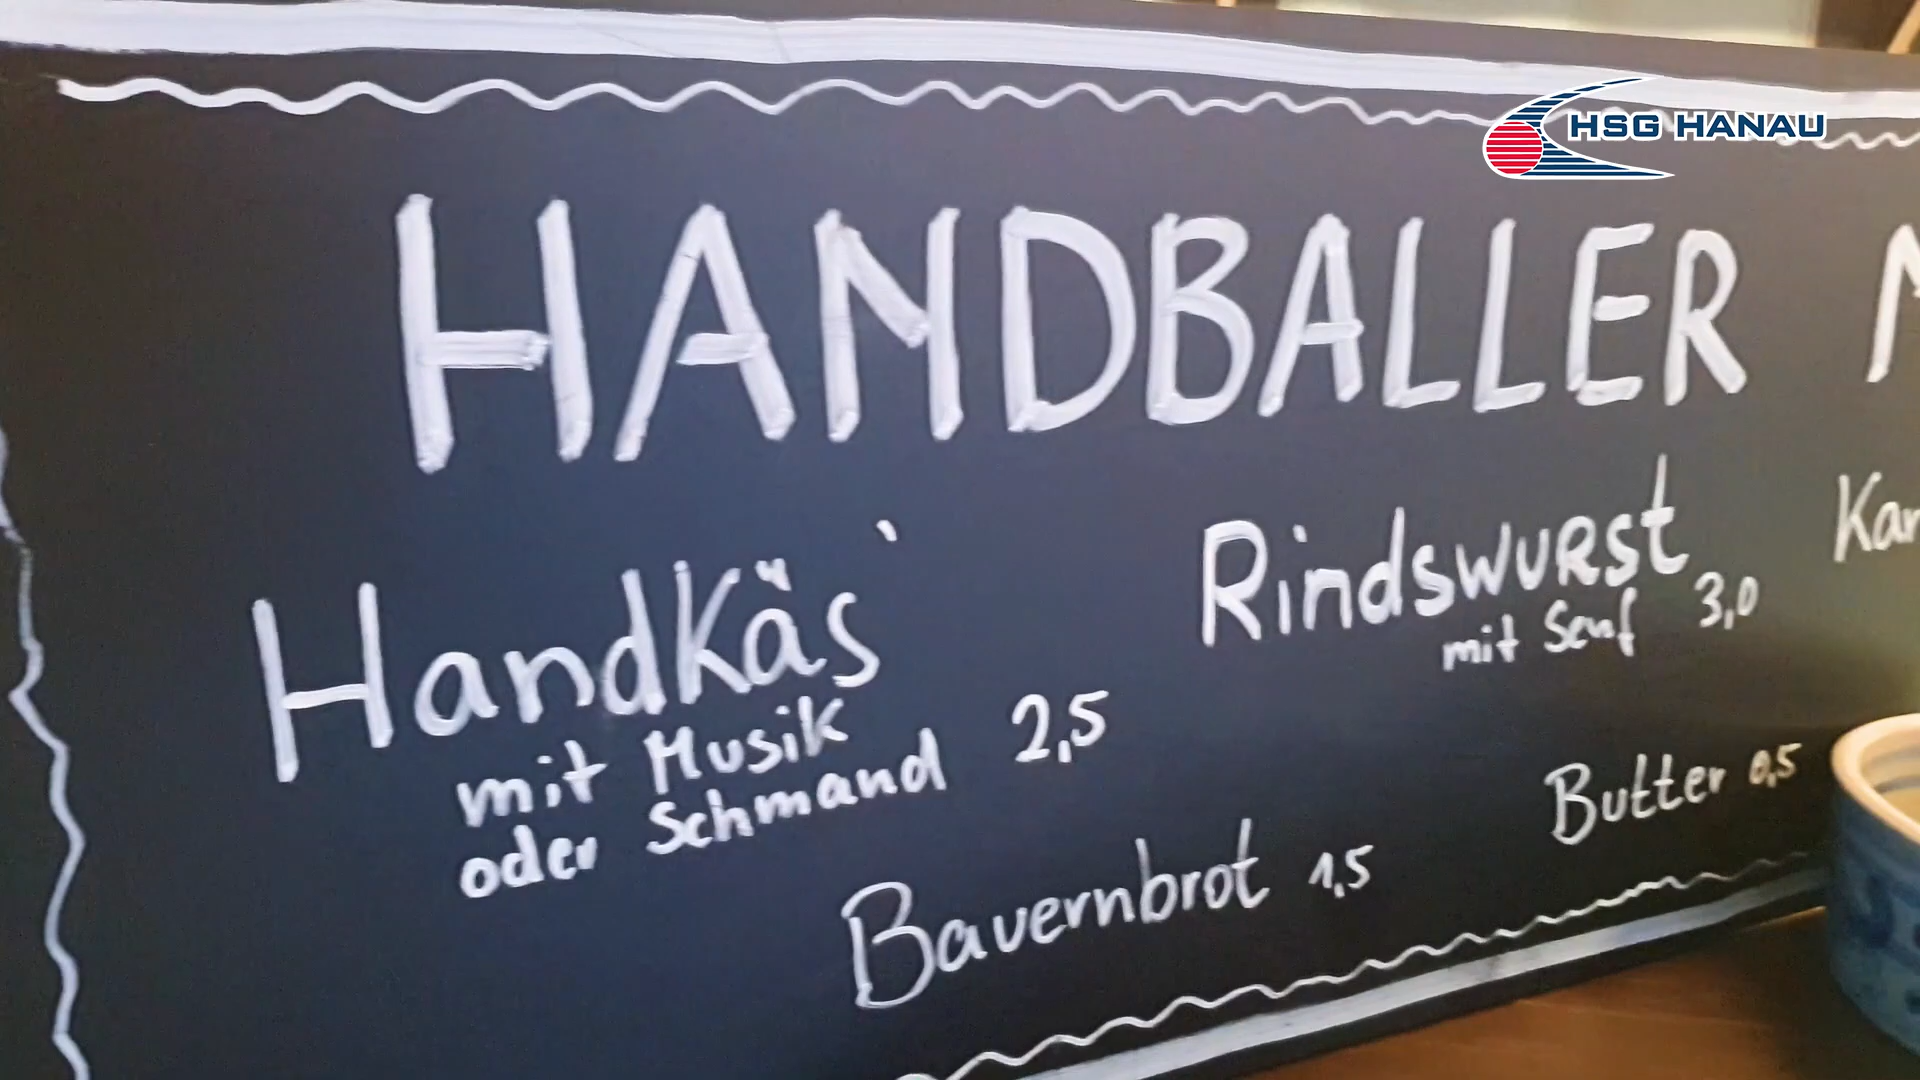 HSG HANAU
HANDBALLER
HandKäs`
mit Musik
oder Schmand 2,5
Rindswurst
mit Senf 3,0
Bauernbrot 1,5
Butter 0,5